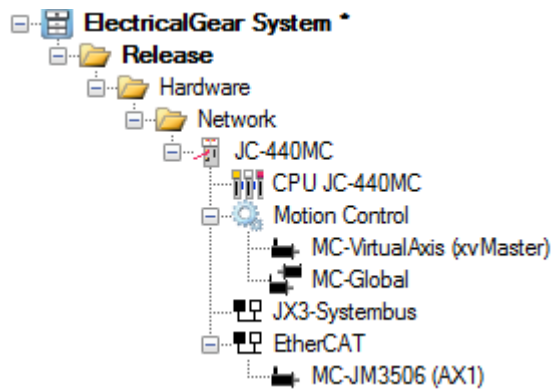 ElectricalGear System *
Release
Hardware
Network
JC-440MC
CPU JC-440MC
Motion Control
MC-VirtualAxis (xvMaster)
MC-Global
JX3-Systembus
EtherCAT
MC-JM3506 (AX1)